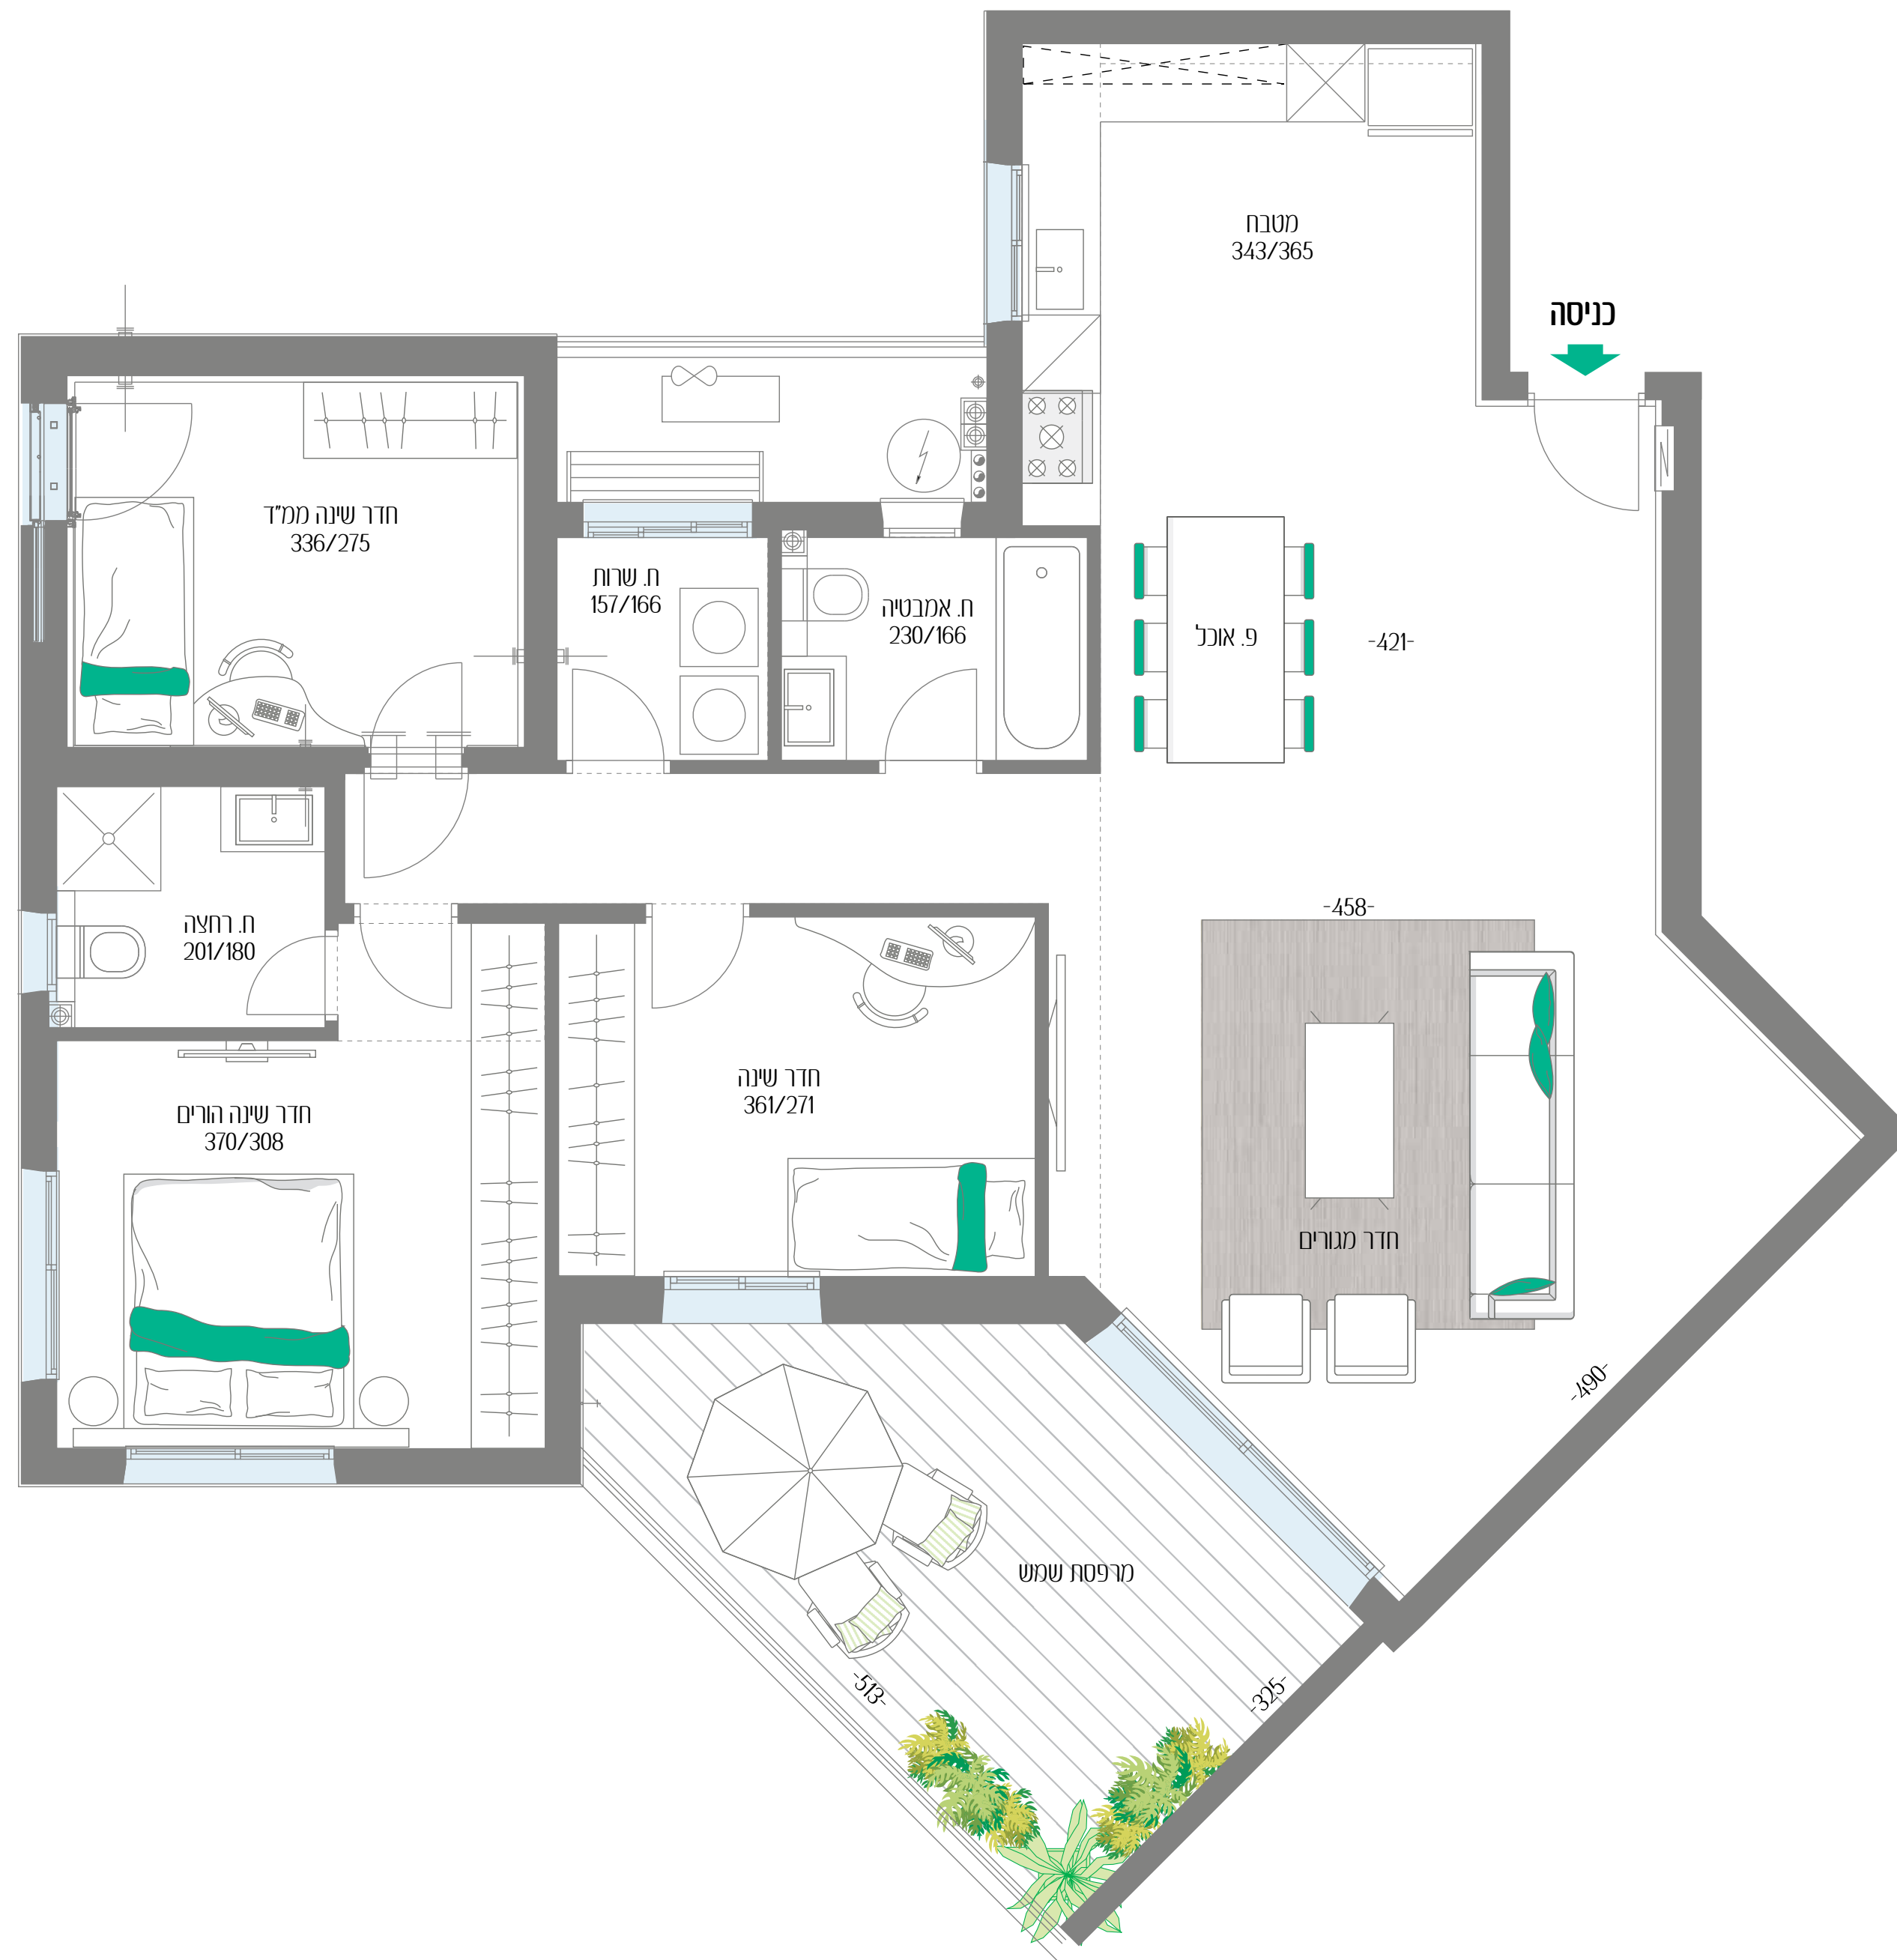 מטבח
343/365
כניסה
חדר שינה ממ"ד
336/275
ח. שרות
157/166
ח. אמבטיה
230/166
פ. אוכל
-421-
-458-
ח. רחצה
201/180
חדר שינה הורים
370/308
חדר שינה
361/271
חדר מגורים
-490-
מרפסת שמש
-513-
-325-